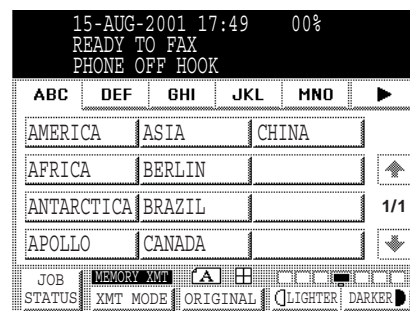 15-AUG-2001 17:49 00%
READY TO FAX
PHONE OFF HOOK
ABC DEF GHI JKL MNO
AMERICA ASIA CHINA
AFRICA BERLIN
ANTARCTICA BRAZIL 1/1
APOLLO CANADA
JOB STATUS
MEMORY XMT A
XMT MODE ORIGINAL LIGHTER DARKER